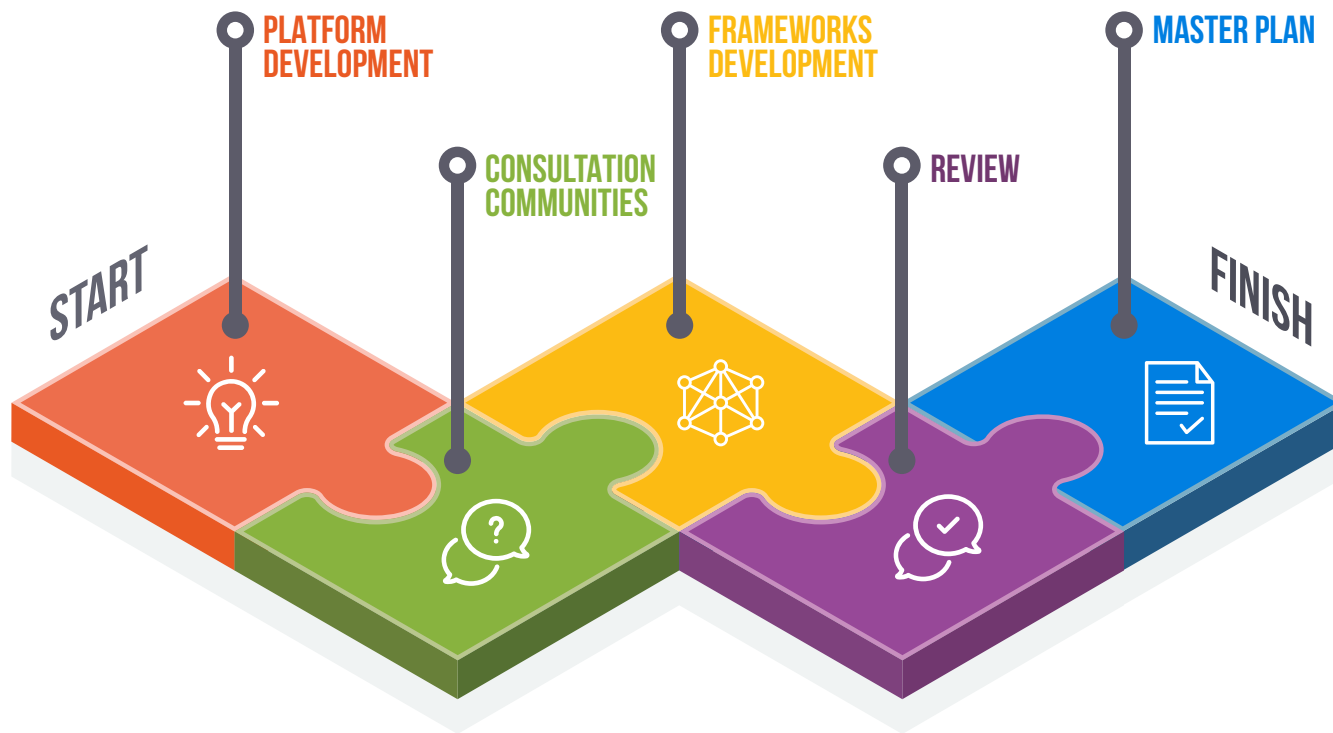 PLATFORM
DEVELOPMENT
FRAMEWORKS
DEVELOPMENT
MASTER PLAN
CONSULTATION
COMMUNITIES
REVIEW
START
FINISH
?